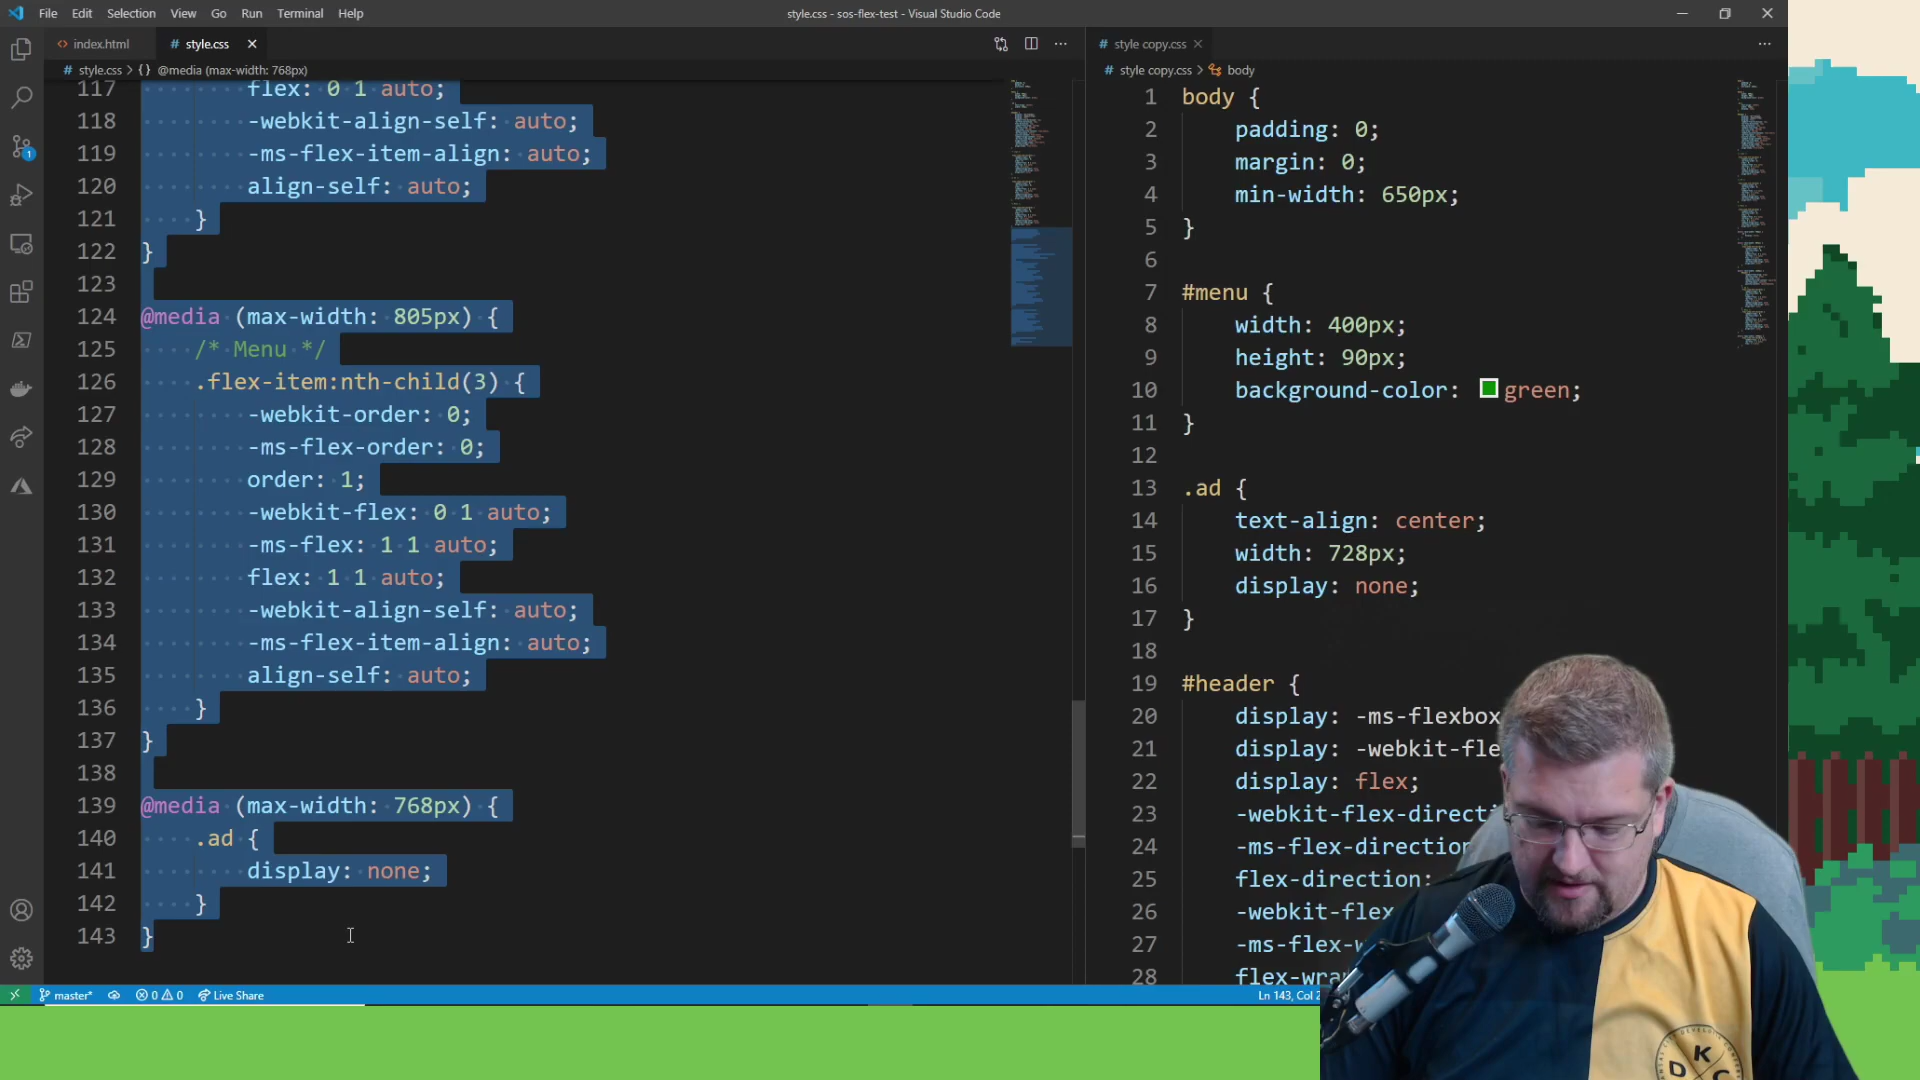 File Edit Selection View Go Run Terminal Help
style.css - sos-flex-test - Visual Studio Code
index.html
style.css
style.css > {} @media (max-width: 768px)
117 flex: 0 1 auto;
118 -webkit-align-self: auto;
119 -ms-flex-item-align: auto;
120 align-self: auto;
121 }
122 }
123
124 @media (max-width: 805px) {
125 /* Menu */
126 .flex-item:nth-child(3) {
127 -webkit-order: 0;
128 -ms-flex-order: 0;
129 order: 1;
130 -webkit-flex: 0 1 auto;
131 -ms-flex: 1 1 auto;
132 flex: 1 1 auto;
133 -webkit-align-self: auto;
134 -ms-flex-item-align: auto;
135 align-self: auto;
136 }
137 }
138
139 @media (max-width: 768px) {
140 .ad {
141 display: none;
142 }
143 }
style copy.css
style copy.css > body
1 body {
2 padding: 0;
3 margin: 0;
4 min-width: 650px;
5 }
6
7 #menu {
8 width: 400px;
9 height: 90px;
10 background-color: green;
11 }
12
13 .ad {
14 text-align: center;
15 width: 728px;
16 display: none;
17 }
18
19 #header {
20 display: -ms-flexbox
21 display: -webkit-fle
22 display: flex;
23 -webkit-flex-directi
24 -ms-flex-direction
25 flex-direction:
26 -webkit-flex
27 -ms-flex-w
28 flex-wra
1
master* 0 0 Live Share
Ln 143, Col 2
K
D C